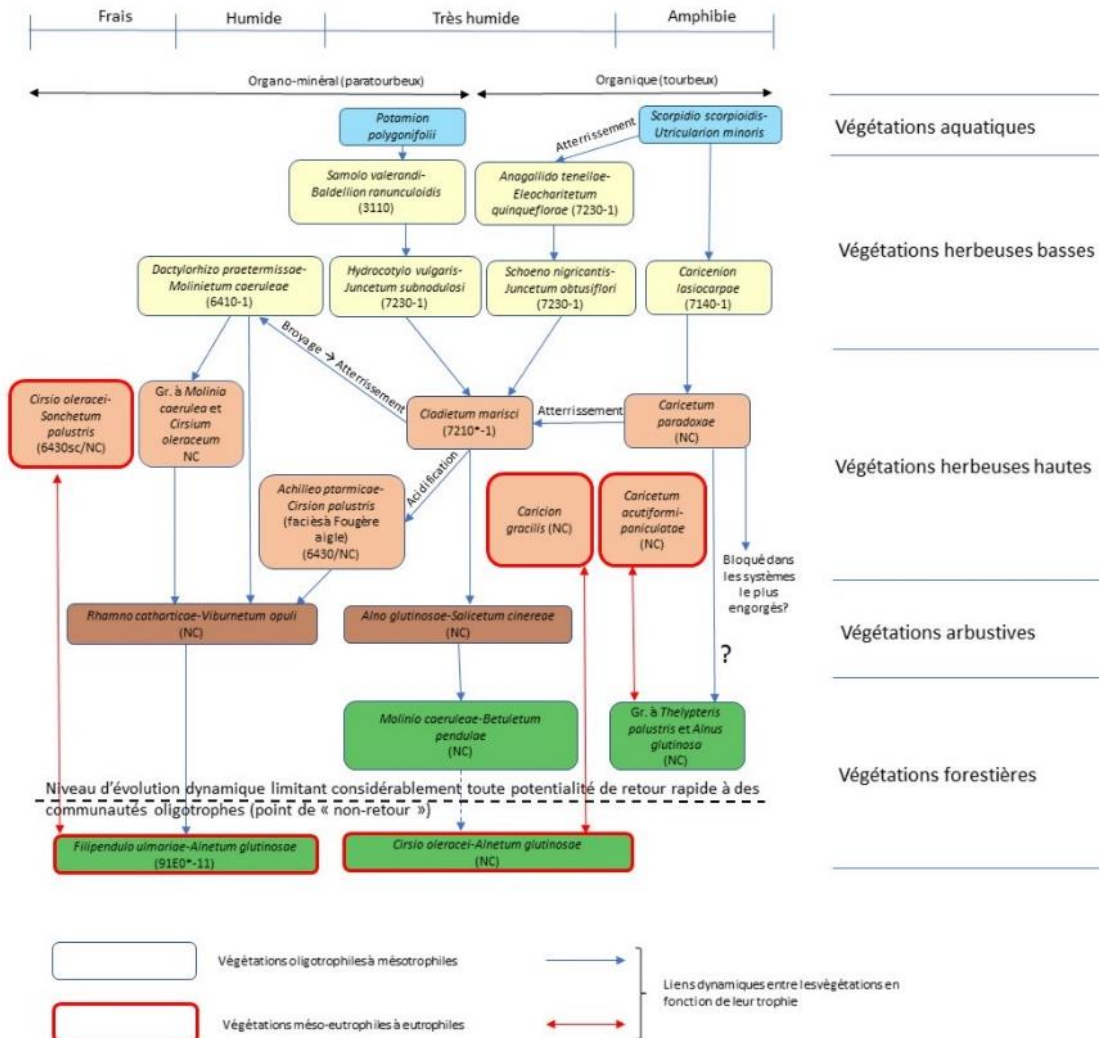 Frais
Humide
Très humide
Amphibie
Organo-minéral (paratourbeux)
Organique (tourbeux)
Potamion
polygonifolii
Scorpidio scorpioidis-
Utricularion minoris
Végétations aquatiques
Atterrissement
Samolo valerandi-
Baldellion ranunculoidis
(3110)
Anagallido tenellae-
Eleocharitetum
quinqueflorae (7230-1)
Végétations herbeuses basses
Dactylorhizo praetermissae-
Molinietum caeruleae
(6410-1)
Hydrocotylo vulgaris-
Juncetum subnodulosi
(7230-1)
Schoeno nigricantis-
Juncetum obtusiflori
(7230-1)
Caricenion
lasiocarpae
(7140-1)
Broyage → Atterrissement
Cirsio oleracei-
Sonchetum
palustris
(6430sc/NC)
Gr. à Molinia
caerulea et
Cirsium
oleraceum
NC
Cladietum marisci
(7210*-1)
Atterrissement
Caricetum
paradoxae
(NC)
Végétations herbeuses hautes
Acidification
Achilleo ptarmicae-
Cirsion palustris
(faciès à Fougère
aigle)
(6430/NC)
Caricion
gracilis (NC)
Caricetum
acutiformi-
paniculatae
(NC)
Bloqué dans
les systèmes
le plus
engorgés?
Rhamno catharticae-Viburnetum opuli
(NC)
Alno glutinosae-Salicetum cinereae
(NC)
Végétations arbustives
?
Molinio caeruleae-Betuletum
pendulae
(NC)
Gr. à Thelypteris
palustris et Alnus
glutinosa
(NC)
Végétations forestières
Niveau d'évolution dynamique limitant considérablement toute potentialité de retour rapide à des
communautés oligotrophes (point de « non-retour »)
Filipendulo ulmariae-Alnetum glutinosae
(91E0*-11)
Cirsio oleracei-Alnetum glutinosae
(NC)
Végétations oligotrophiles à mésotrophiles
Végétations méso-eutrophiles à eutrophiles
Liens dynamiques entre les végétations en
fonction de leur trophie